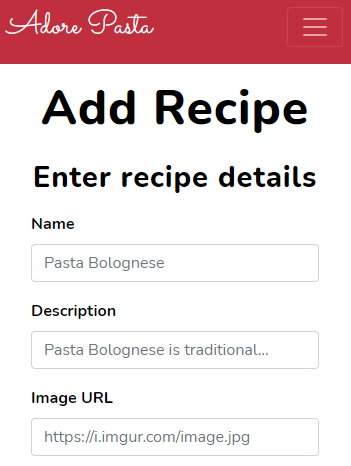 Adore Pasta
Add Recipe
Enter recipe details
Name
Pasta Bolognese
Description
Pasta Bolognese is traditional...
Image URL
https://i.imgur.com/image.jpg